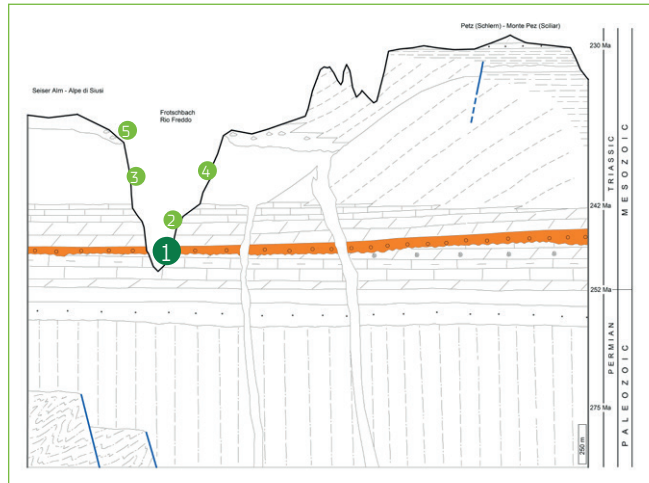 Petz (Schlern) - Monte Pez (Sciliar)
230 Ma
Seiser Alm - Alpe di Siusi
Frotschbach
Rio Freddo
5
3
4
2
1
242 Ma
252 Ma
275 Ma
TRIASSIC
MESOZOIC
PERMIAN
PALEOZOIC
250 m